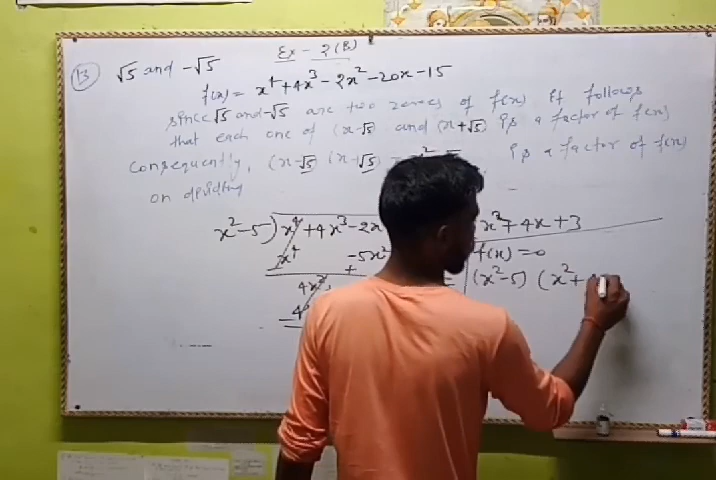 Ex - 2(B)
13 √5 and -√5
f(x) = x⁴+4x³-2x²-20x-15
since √5 and -√5 are two zeroes of f(x) It follows
that each one of (x-√5) and (x+√5) is a factor of f(x)
Consequently, (x-√5) (x-√5) is a factor of f(x)
on dividing
x²-5) x⁴+4x³-2x x²+4x+3
-x⁴ -5x² f(x) = 0
+
4x³ (x²-5) (x²+
-4